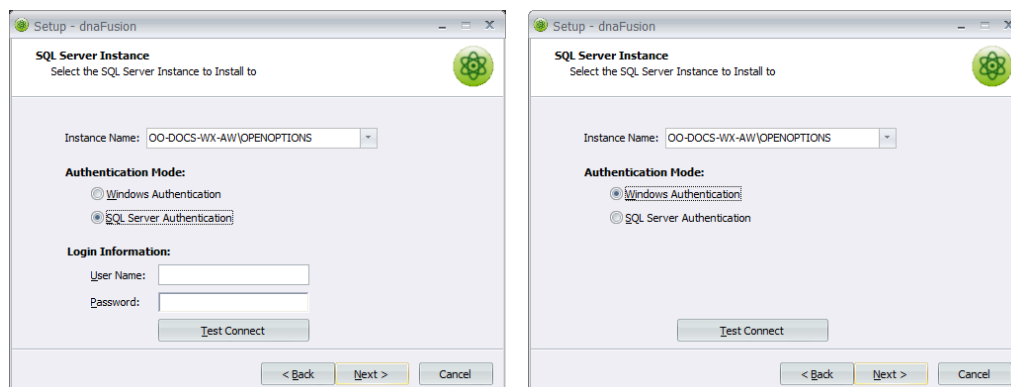 Setup - dnaFusion
SQL Server Instance
Select the SQL Server Instance to Install to
Instance Name: OO-DOCS-WX-AW\OPENOPTIONS
Authentication Mode:
Windows Authentication
SQL Server Authentication
Login Information:
User Name:
Password:
Test Connect
< Back Next > Cancel
Setup - dnaFusion
SQL Server Instance
Select the SQL Server Instance to Install to
Instance Name: OO-DOCS-WX-AW\OPENOPTIONS
Authentication Mode:
Windows Authentication
SQL Server Authentication
Test Connect
< Back Next > Cancel